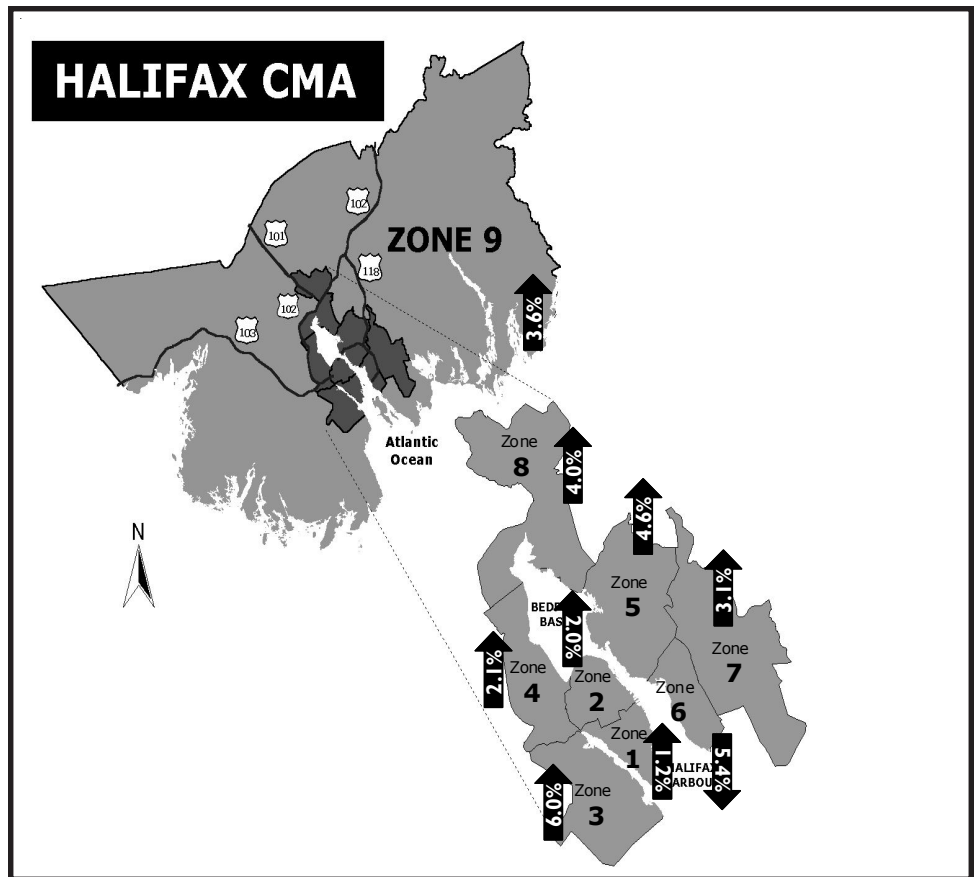 HALIFAX CMA
102
101
ZONE 9
118
102
103
3.6%
Atlantic
Ocean
Zone
8
4.0%
4.6%
N
Zone
5
3.1%
2.0%
Zone
7
2.1%
Zone
4
Zone
2
Zone
6
Zone
1
1.2%
5.4%
6.0%
Zone
3